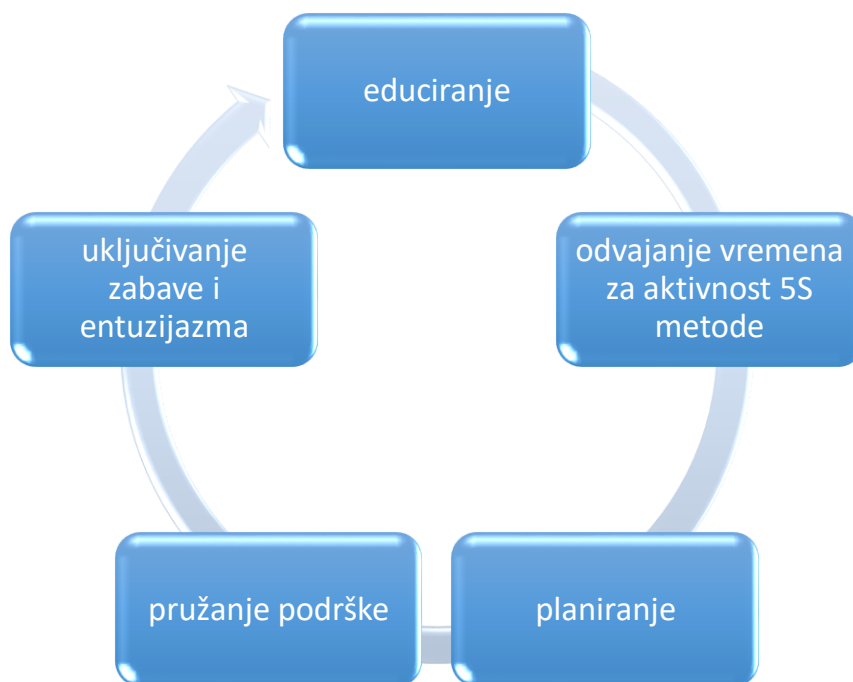 educiranje
odvajanje vremena
za aktivnost 5S
metode
planiranje
pružanje podrške
uključivanje
zabave i
entuzijazma